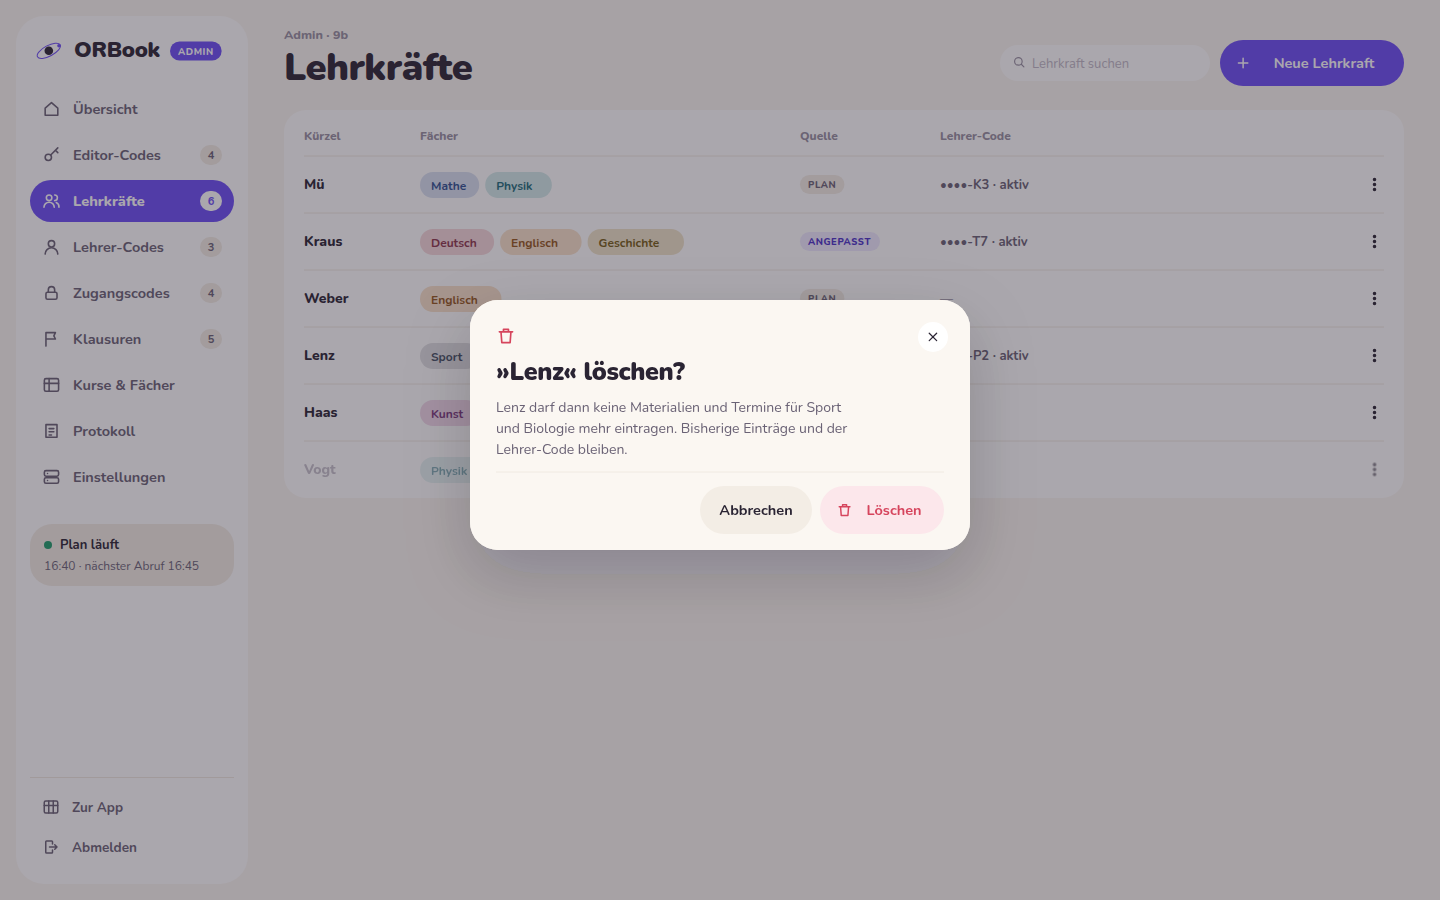 ORBook ADMIN
Übersicht
Editor-Codes 4
Lehrkräfte 6
Lehrer-Codes 3
Zugangscodes 4
Klausuren 5
Kurse & Fächer
Protokoll
Einstellungen
Plan läuft
16:40 · nächster Abruf 16:45
Zur App
Abmelden
Admin · 9b
Lehrkräfte
Lehrkraft suchen
Neue Lehrkraft
Kürzel Fächer Quelle Lehrer-Code
Mü Mathe Physik PLAN ••••-K3 · aktiv
Kraus Deutsch Englisch Geschichte ANGEPASST ••••-T7 · aktiv
Weber Englisch PLAN —
Lenz Sport -P2 · aktiv
Haas Kunst
Vogt Physik
»Lenz« löschen?
Lenz darf dann keine Materialien und Termine für Sport
und Biologie mehr eintragen. Bisherige Einträge und der
Lehrer-Code bleiben.
Abbrechen
Löschen